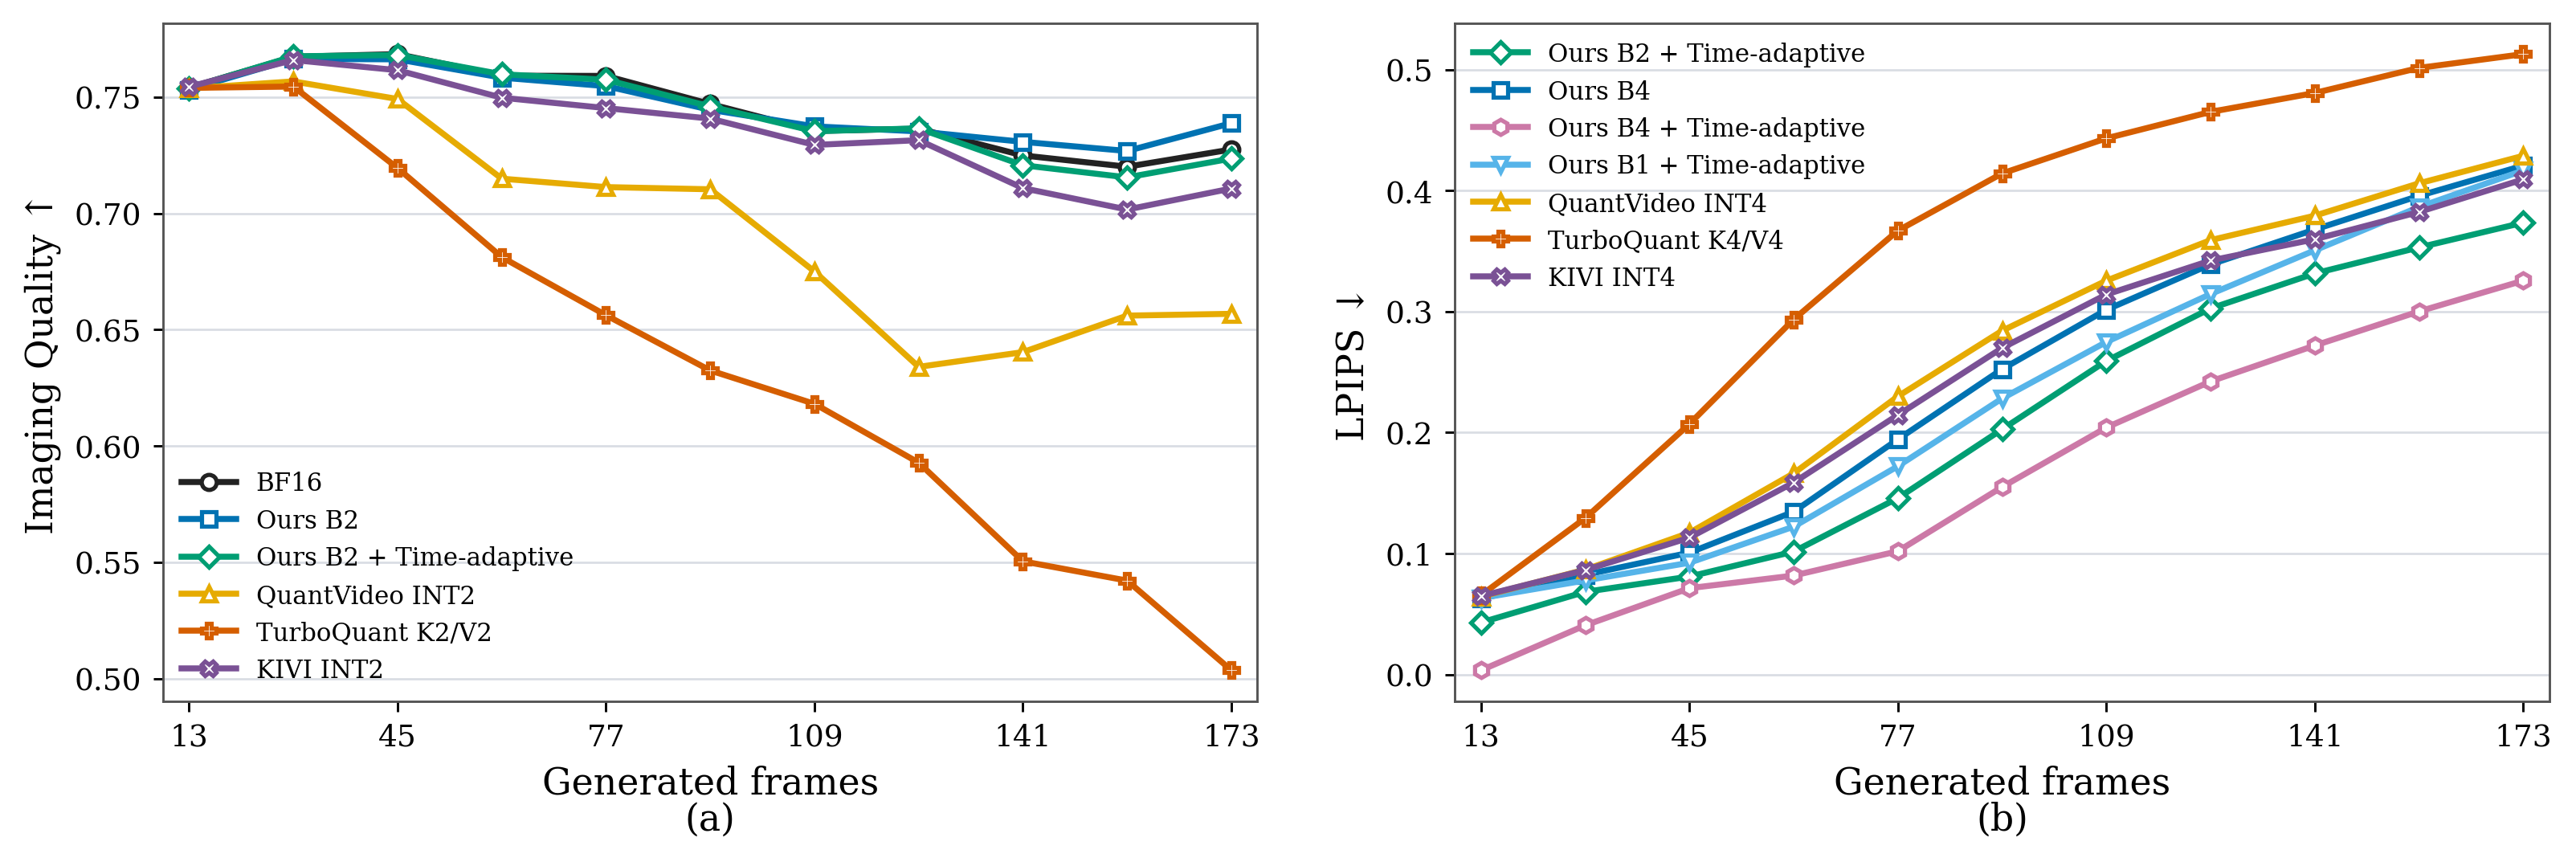 Imaging Quality ↑
0.75
0.70
0.65
0.60
0.55
0.50
BF16
Ours B2
Ours B2 + Time-adaptive
QuantVideo INT2
TurboQuant K2/V2
KIVI INT2
13 45 77 109 141 173
Generated frames
(a)
LPIPS ↓
0.5
0.4
0.3
0.2
0.1
0.0
Ours B2 + Time-adaptive
Ours B4
Ours B4 + Time-adaptive
Ours B1 + Time-adaptive
QuantVideo INT4
TurboQuant K4/V4
KIVI INT4
13 45 77 109 141 173
Generated frames
(b)